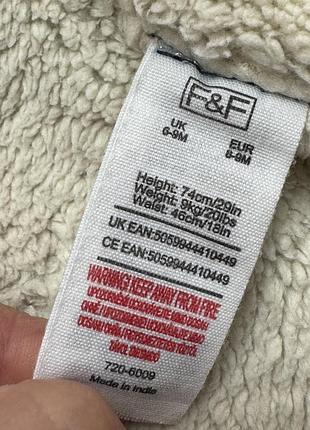 F&F
UK EUR
6-9M 6-9M
Height: 74cm/29in
Weight: 9kg/20lbs
Waist: 46cm/18in
UK EAN: 5059944410449
CE EAN: 5059944410449
WARNING KEEP AWAY FROM FIRE
720-6009
Made in India